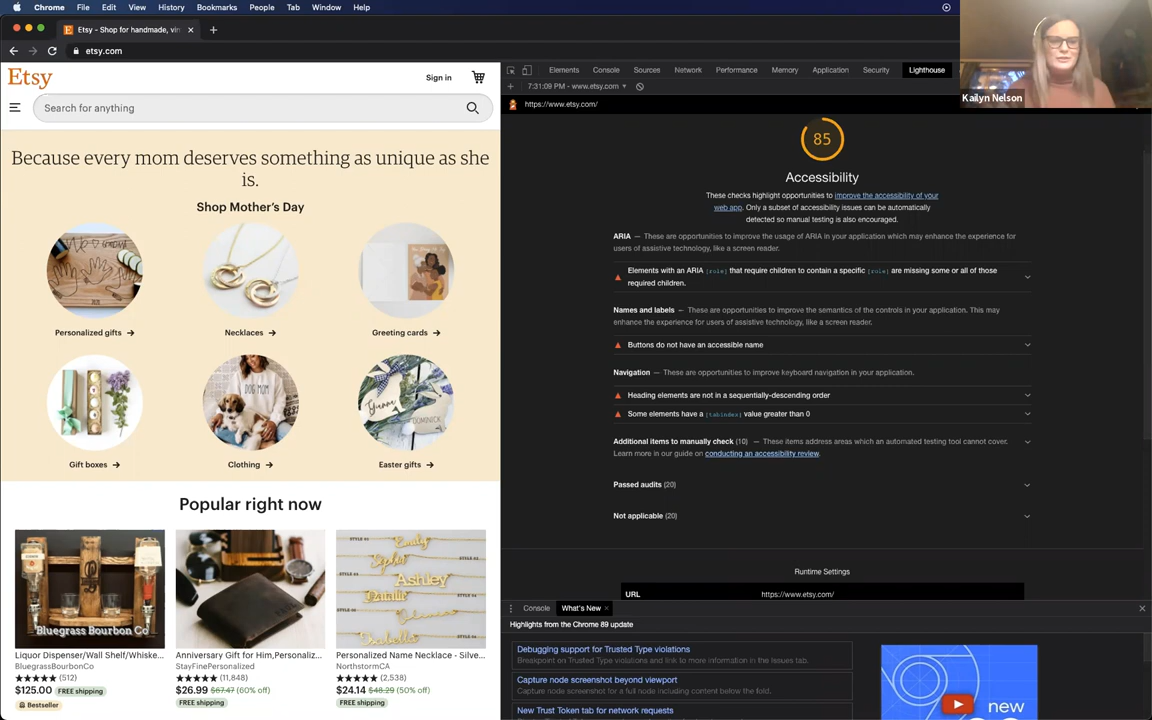 Chrome File Edit View History Bookmarks People Tab Window Help
Etsy - Shop for handmade, vin
etsy.com
Etsy
Sign in
Search for anything
Because every mom deserves something as unique as she
is.
Shop Mother's Day
Personalized gifts →
Necklaces →
Greeting cards →
DOG MOM
Yvonne
DOMINICK
Gift boxes →
Clothing →
Easter gifts →
Popular right now
Bluegrass Bourbon Co
Emily
Sophie
Ashley
Natalie
Isabella
Liquor Dispenser/Wall Shelf/Whiske...
BluegrassBourbonCo
★★★★★ (512)
$125.00 FREE shipping
Bestseller
Anniversary Gift for Him,Personaliz...
StayFinePersonalized
★★★★★ (11,848)
$26.99 $67.47 (60% off)
FREE shipping
Personalized Name Necklace - Silve...
NorthstormCA
★★★★★ (2,538)
$24.14 $48.29 (50% off)
FREE shipping
Elements Console Sources Network Performance Memory Application Security Lighthouse
7:31:09 PM - www.etsy.com
https://www.etsy.com/
Kailyn Nelson
85
Accessibility
These checks highlight opportunities to improve the accessibility of your
web app. Only a subset of accessibility issues can be automatically
detected so manual testing is also encouraged.
ARIA — These are opportunities to improve the usage of ARIA in your application which may enhance the experience for
users of assistive technology, like a screen reader.
Elements with an ARIA [role] that require children to contain a specific [role] are missing some or all of those
required children.
Names and labels — These are opportunities to improve the semantics of the controls in your application. This may
enhance the experience for users of assistive technology, like a screen reader.
Buttons do not have an accessible name
Navigation — These are opportunities to improve keyboard navigation in your application.
Heading elements are not in a sequentially-descending order
Some elements have a [tabindex] value greater than 0
Additional items to manually check (10) — These items address areas which an automated testing tool cannot cover.
Learn more in our guide on conducting an accessibility review.
Passed audits (20)
Not applicable (20)
Runtime Settings
URL https://www.etsy.com/
Console What's New
Highlights from the Chrome 89 update
Debugging support for Trusted Type violations
Breakpoint on Trusted Type violations and link to more information in the Issues tab.
Capture node screenshot beyond viewport
Capture node screenshot for a full node including content below the fold.
New Trust Token tab for network requests
new